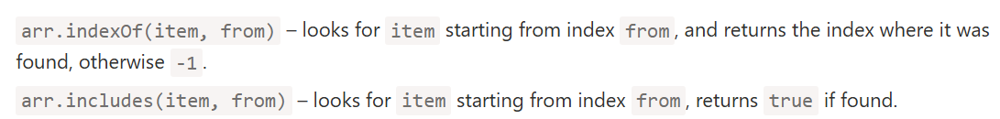 arr.indexOf(item, from) – looks for item starting from index from, and returns the index where it was
found, otherwise -1.
arr.includes(item, from) – looks for item starting from index from, returns true if found.